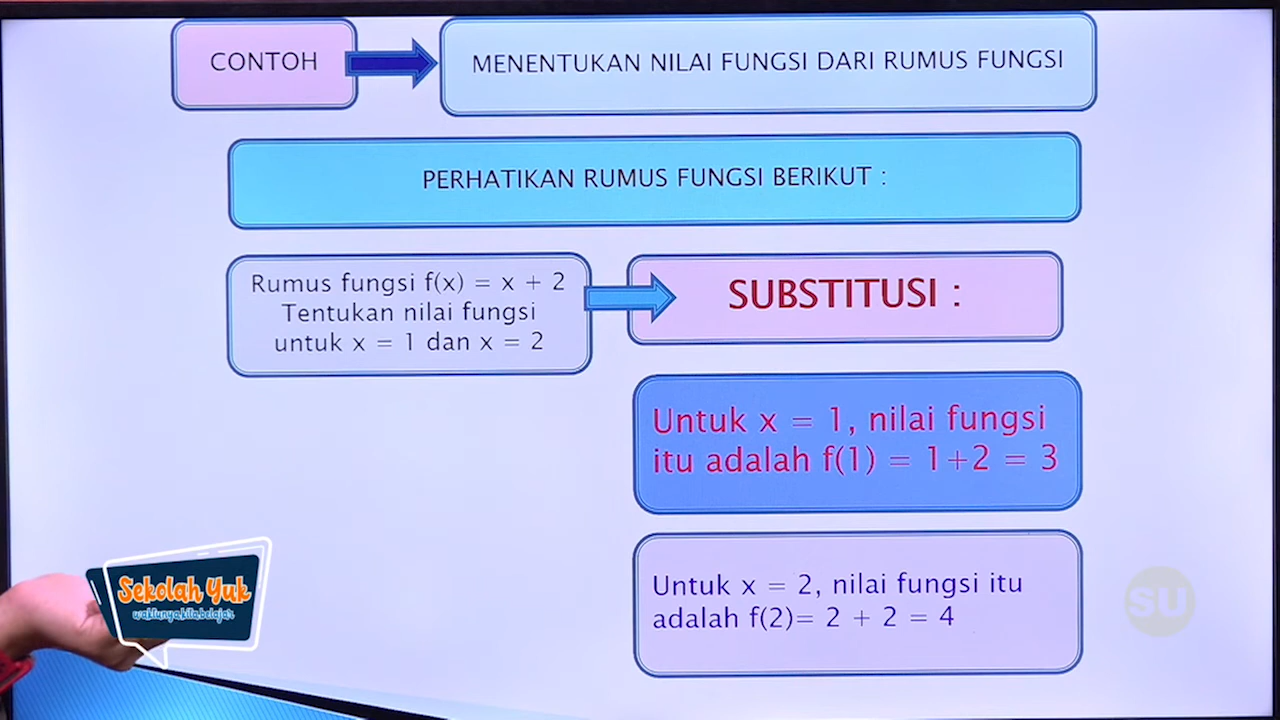 CONTOH
MENENTUKAN NILAI FUNGSI DARI RUMUS FUNGSI
PERHATIKAN RUMUS FUNGSI BERIKUT :
Rumus fungsi f(x) = x + 2
Tentukan nilai fungsi
untuk x = 1 dan x = 2
SUBSTITUSI :
Untuk x = 1, nilai fungsi
itu adalah f(1) = 1+2 = 3
Untuk x = 2, nilai fungsi itu
adalah f(2)= 2 + 2 = 4
Sekolah Yuk
waktunya kita belajar
SU